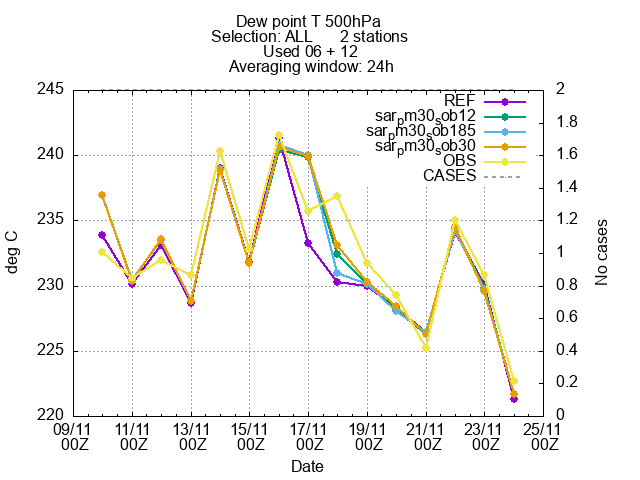 Dew point T 500hPa
Selection: ALL 2 stations
Used 06 + 12
Averaging window: 24h
REF
sarpm30sob12
sarpm30sob185
sarpm30sob30
OBS
CASES
245
240
235
230
225
220
deg C
2
1.8
1.6
1.4
1.2
1
0.8
0.6
0.4
0.2
0
No cases
09/11 11/11 13/11 15/11 17/11 19/11 21/11 23/11 25/11
00Z 00Z 00Z 00Z 00Z 00Z 00Z 00Z 00Z
Date